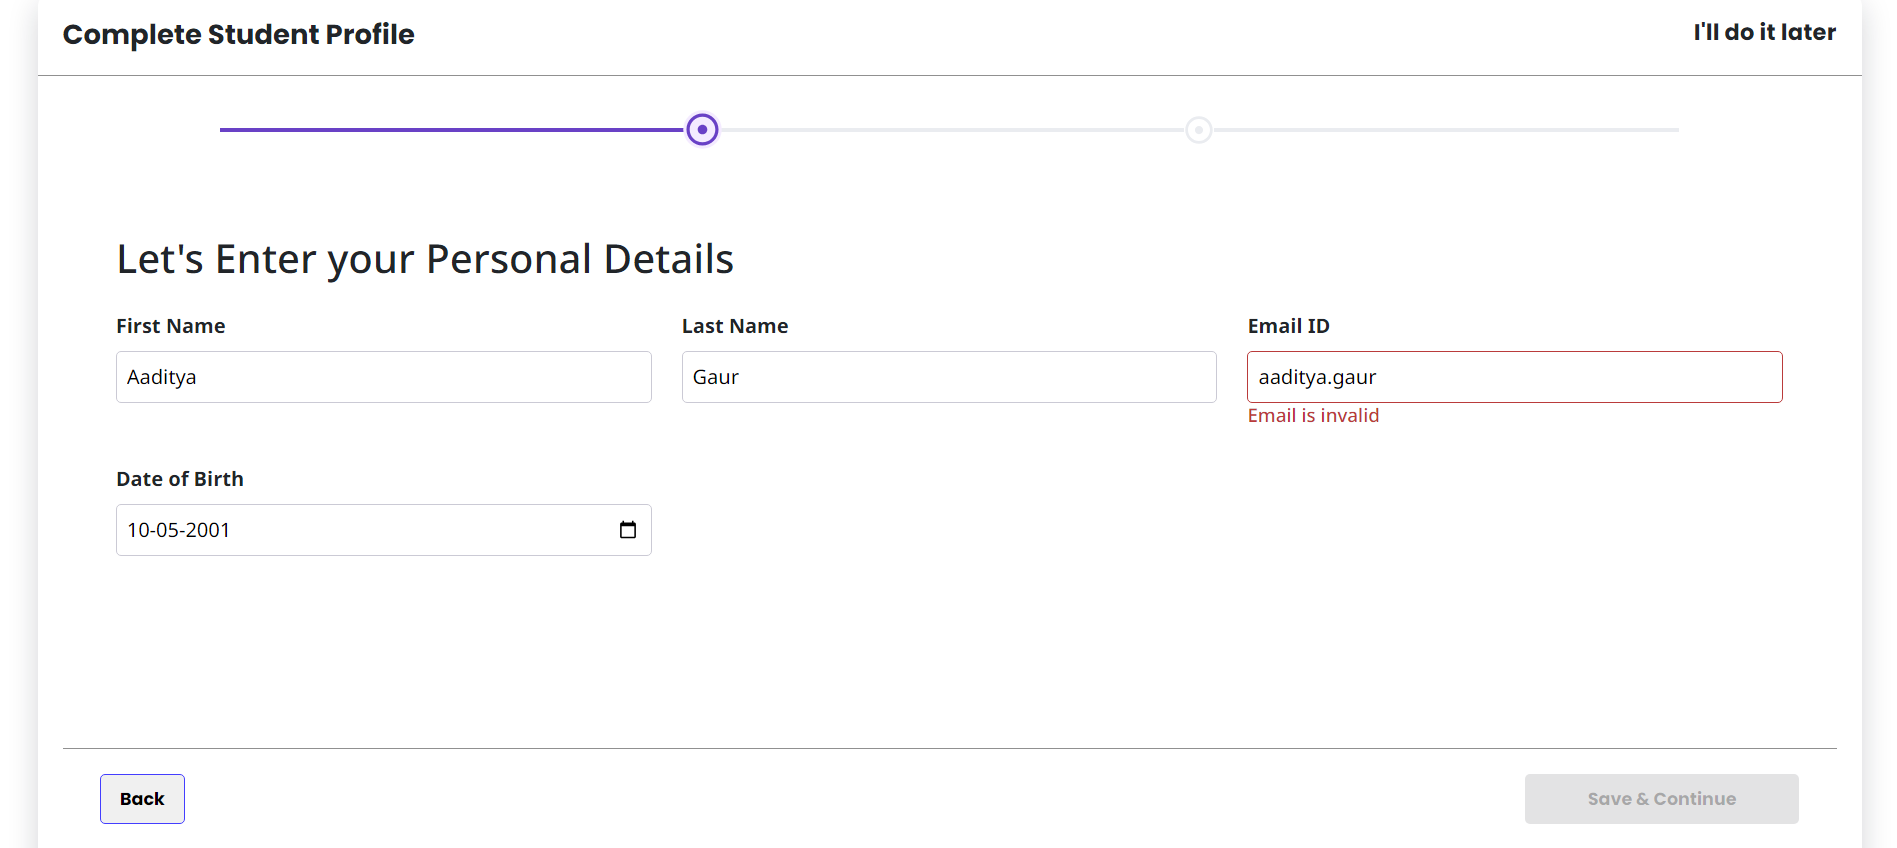 Complete Student Profile
I'll do it later
Let's Enter your Personal Details
First Name
Last Name
Email ID
Aaditya
Gaur
aaditya.gaur
Email is invalid
Date of Birth
10-05-2001
Back
Save & Continue